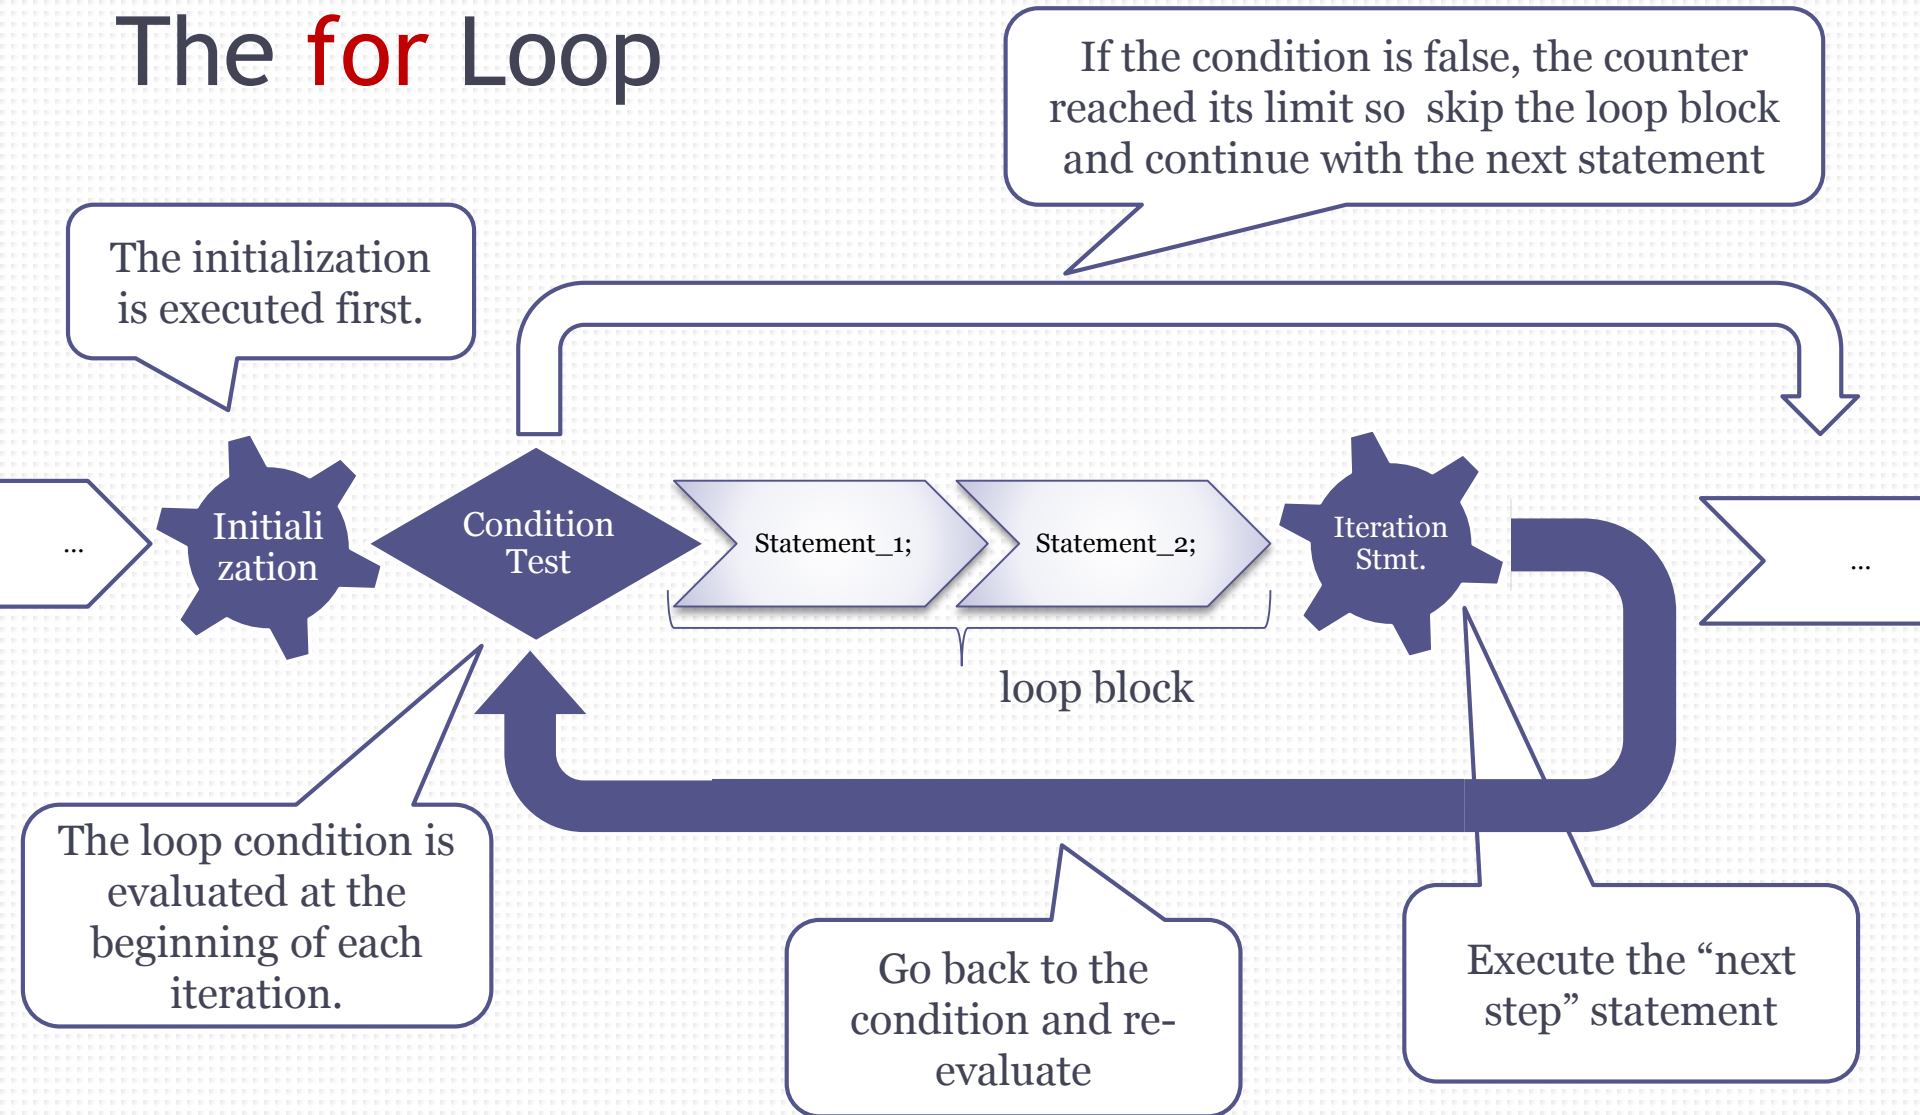 The for Loop
If the condition is false, the counter
reached its limit so skip the loop block
and continue with the next statement
The initialization
is executed first.
...
Initiali
zation
Condition
Test
Statement_1;
Statement_2;
Iteration
Stmt.
...
loop block
The loop condition is
evaluated at the
beginning of each
iteration.
Go back to the
condition and re-
evaluate
Execute the “next
step” statement